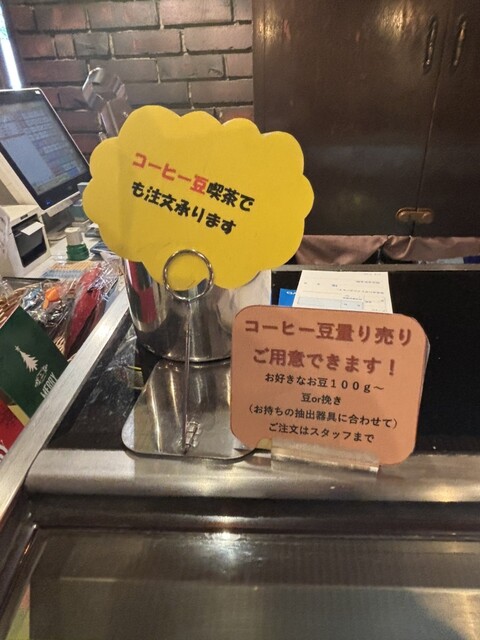 コーヒー豆喫茶で
も注文承ります
コーヒー豆量り売り
ご用意できます！
お好きなお豆１００ｇ～
豆or挽き
（お持ちの抽出器具に合わせて）
ご注文はスタッフまで
MERRY